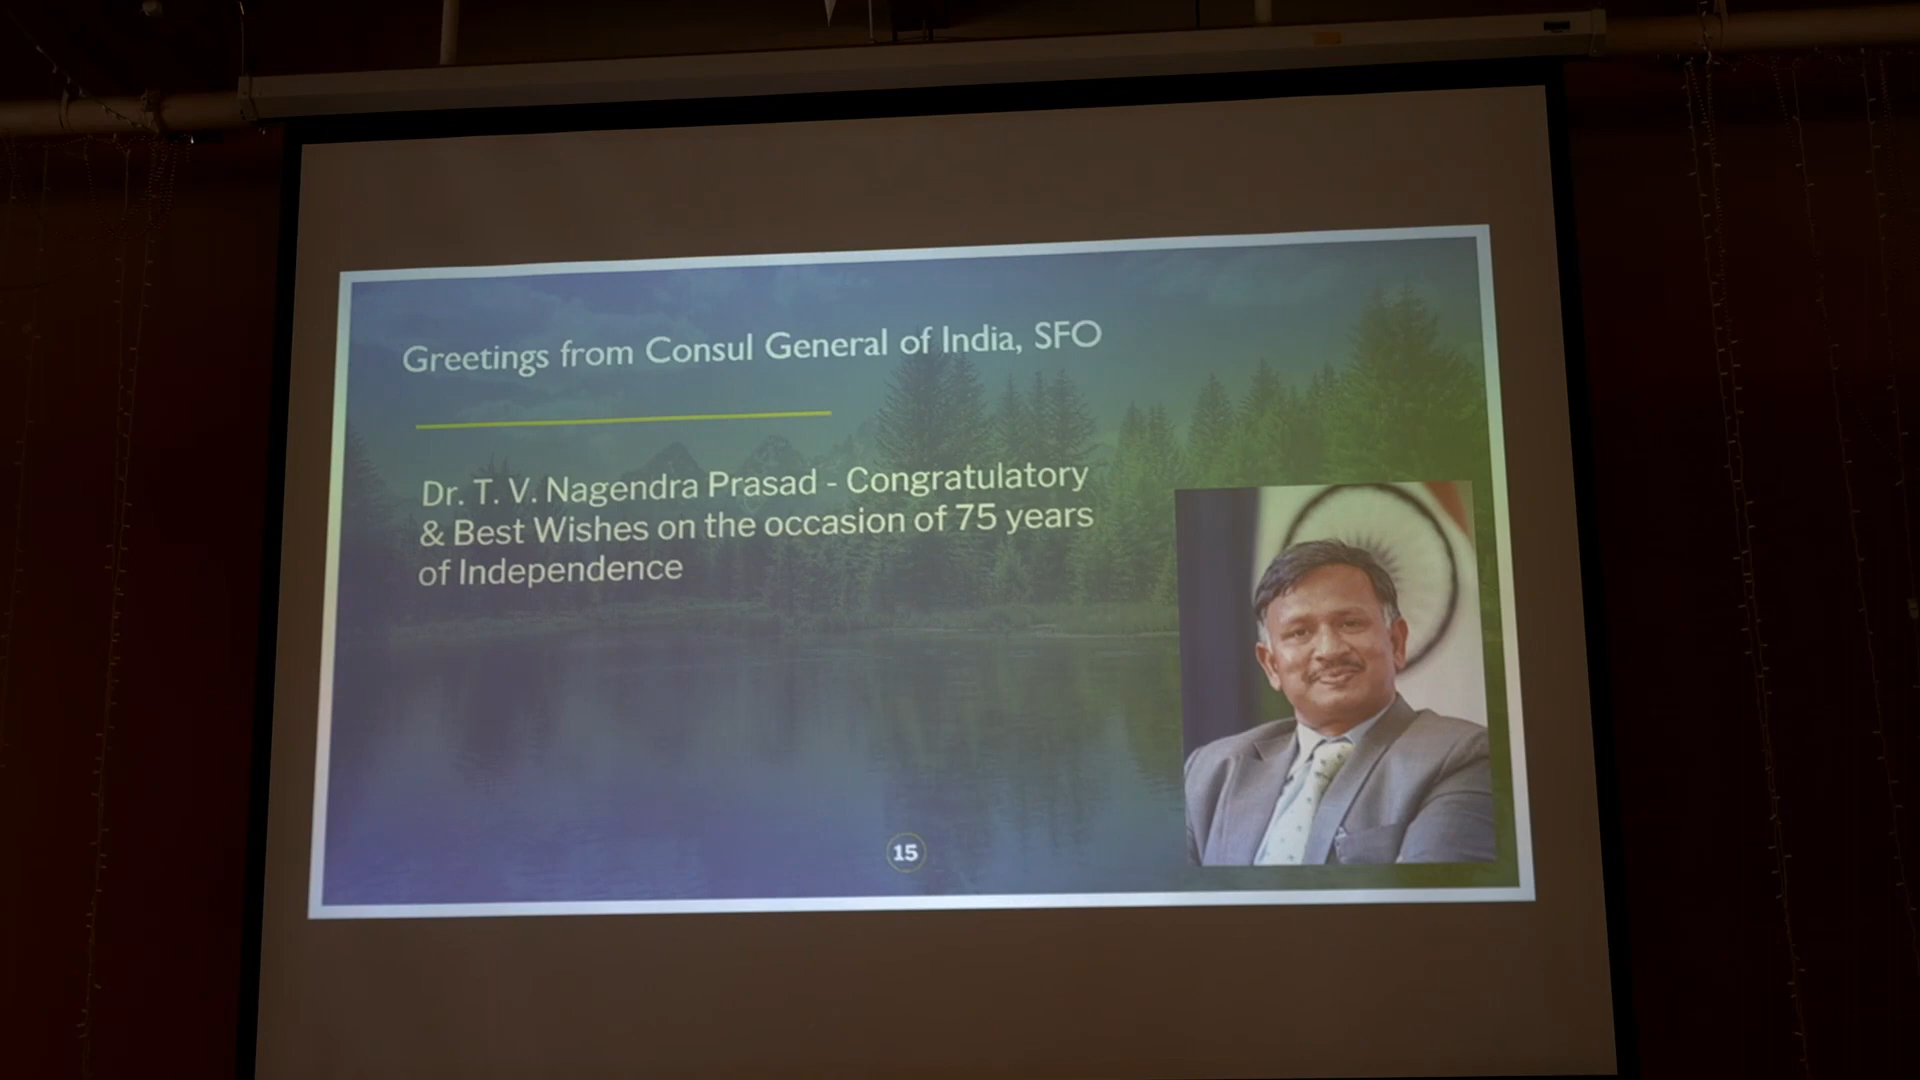 Greetings from Consul General of India, SFO
Dr. T. V. Nagendra Prasad - Congratulatory
& Best Wishes on the occasion of 75 years
of Independence
15